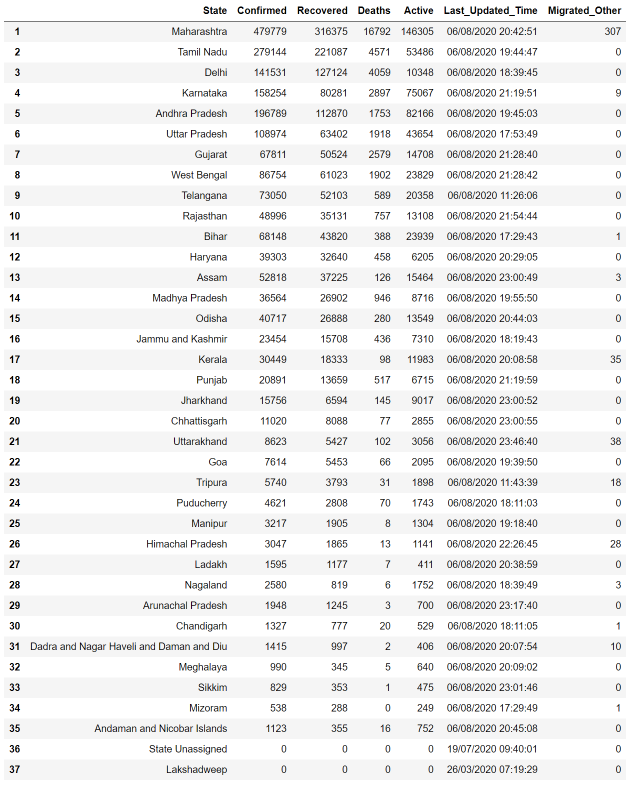 State Confirmed Recovered Deaths Active Last_Updated_Time Migrated_Other
1 Maharashtra 479779 316375 16792 146305 06/08/2020 20:42:51 307
2 Tamil Nadu 279144 221087 4571 53486 06/08/2020 19:44:47 0
3 Delhi 141531 127124 4059 10348 06/08/2020 18:39:45 0
4 Karnataka 158254 80281 2897 75067 06/08/2020 21:19:51 9
5 Andhra Pradesh 196789 112870 1753 82166 06/08/2020 19:45:03 0
6 Uttar Pradesh 108974 63402 1918 43654 06/08/2020 17:53:49 0
7 Gujarat 67811 50524 2579 14708 06/08/2020 21:28:40 0
8 West Bengal 86754 61023 1902 23829 06/08/2020 21:28:42 0
9 Telangana 73050 52103 589 20358 06/08/2020 11:26:06 0
10 Rajasthan 48996 35131 757 13108 06/08/2020 21:54:44 0
11 Bihar 68148 43820 388 23939 06/08/2020 17:29:43 1
12 Haryana 39303 32640 458 6205 06/08/2020 20:29:05 0
13 Assam 52818 37225 126 15464 06/08/2020 23:00:49 3
14 Madhya Pradesh 36564 26902 946 8716 06/08/2020 19:55:50 0
15 Odisha 40717 26888 280 13549 06/08/2020 20:44:03 0
16 Jammu and Kashmir 23454 15708 436 7310 06/08/2020 18:19:43 0
17 Kerala 30449 18333 98 11983 06/08/2020 20:08:58 35
18 Punjab 20891 13659 517 6715 06/08/2020 21:19:59 0
19 Jharkhand 15756 6594 145 9017 06/08/2020 23:00:52 0
20 Chhattisgarh 11020 8088 77 2855 06/08/2020 23:00:55 0
21 Uttarakhand 8623 5427 102 3056 06/08/2020 23:46:40 38
22 Goa 7614 5453 66 2095 06/08/2020 19:39:50 0
23 Tripura 5740 3793 31 1898 06/08/2020 11:43:39 18
24 Puducherry 4621 2808 70 1743 06/08/2020 18:11:03 0
25 Manipur 3217 1905 8 1304 06/08/2020 19:18:40 0
26 Himachal Pradesh 3047 1865 13 1141 06/08/2020 22:26:45 28
27 Ladakh 1595 1177 7 411 06/08/2020 20:38:59 0
28 Nagaland 2580 819 6 1752 06/08/2020 18:39:49 3
29 Arunachal Pradesh 1948 1245 3 700 06/08/2020 23:17:40 0
30 Chandigarh 1327 777 20 529 06/08/2020 18:11:05 1
31 Dadra and Nagar Haveli and Daman and Diu 1415 997 2 406 06/08/2020 20:07:54 10
32 Meghalaya 990 345 5 640 06/08/2020 20:09:02 0
33 Sikkim 829 353 1 475 06/08/2020 23:01:46 0
34 Mizoram 538 288 0 249 06/08/2020 17:29:49 1
35 Andaman and Nicobar Islands 1123 355 16 752 06/08/2020 20:45:08 0
36 State Unassigned 0 0 0 0 19/07/2020 09:40:01 0
37 Lakshadweep 0 0 0 0 26/03/2020 07:19:29 0